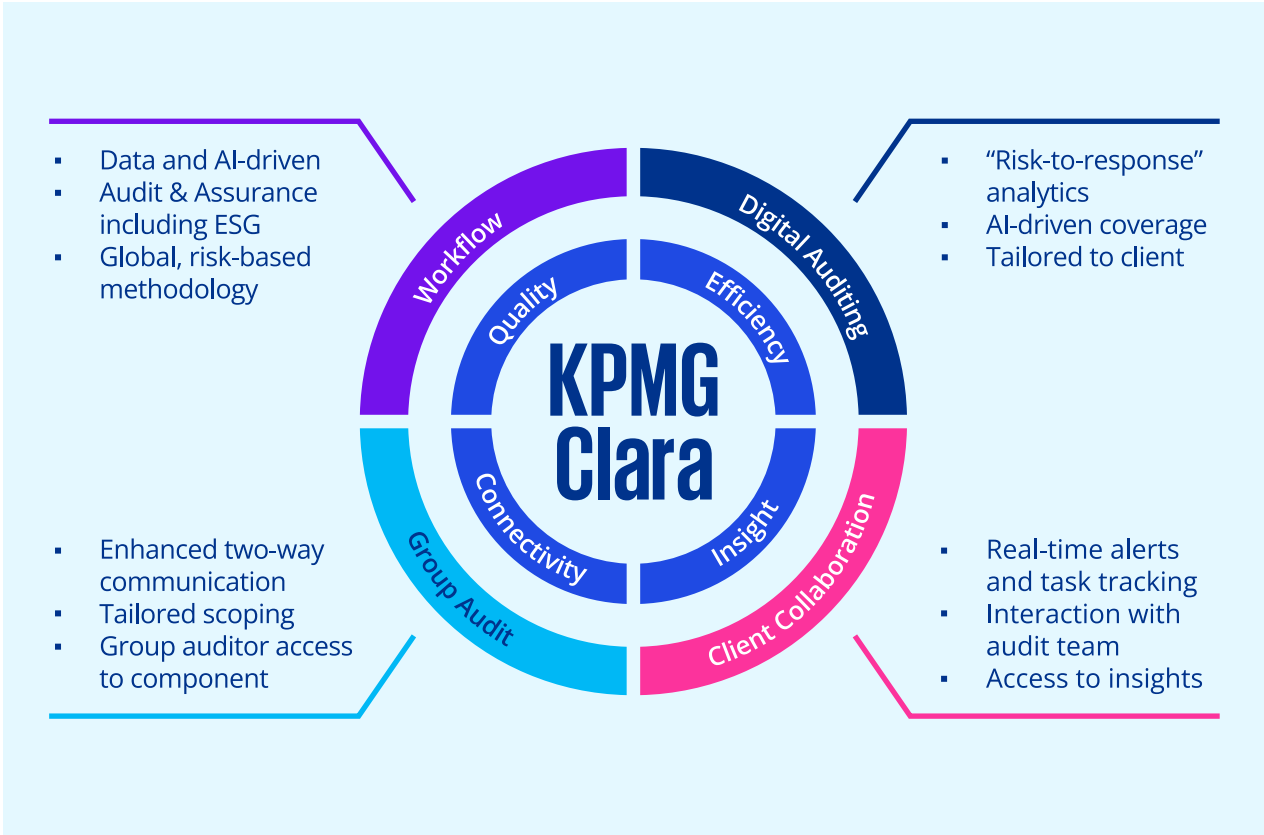 ▪ Data and AI-driven
▪ Audit & Assurance
including ESG
▪ Global, risk-based
methodology
▪ “Risk-to-response”
analytics
▪ AI-driven coverage
▪ Tailored to client
Workflow
Digital Auditing
Quality
Efficiency
KPMG
Clara
Connectivity
Insight
Group Audit
Client Collaboration
▪ Enhanced two-way
communication
▪ Tailored scoping
▪ Group auditor access
to component
▪ Real-time alerts
and task tracking
▪ Interaction with
audit team
▪ Access to insights